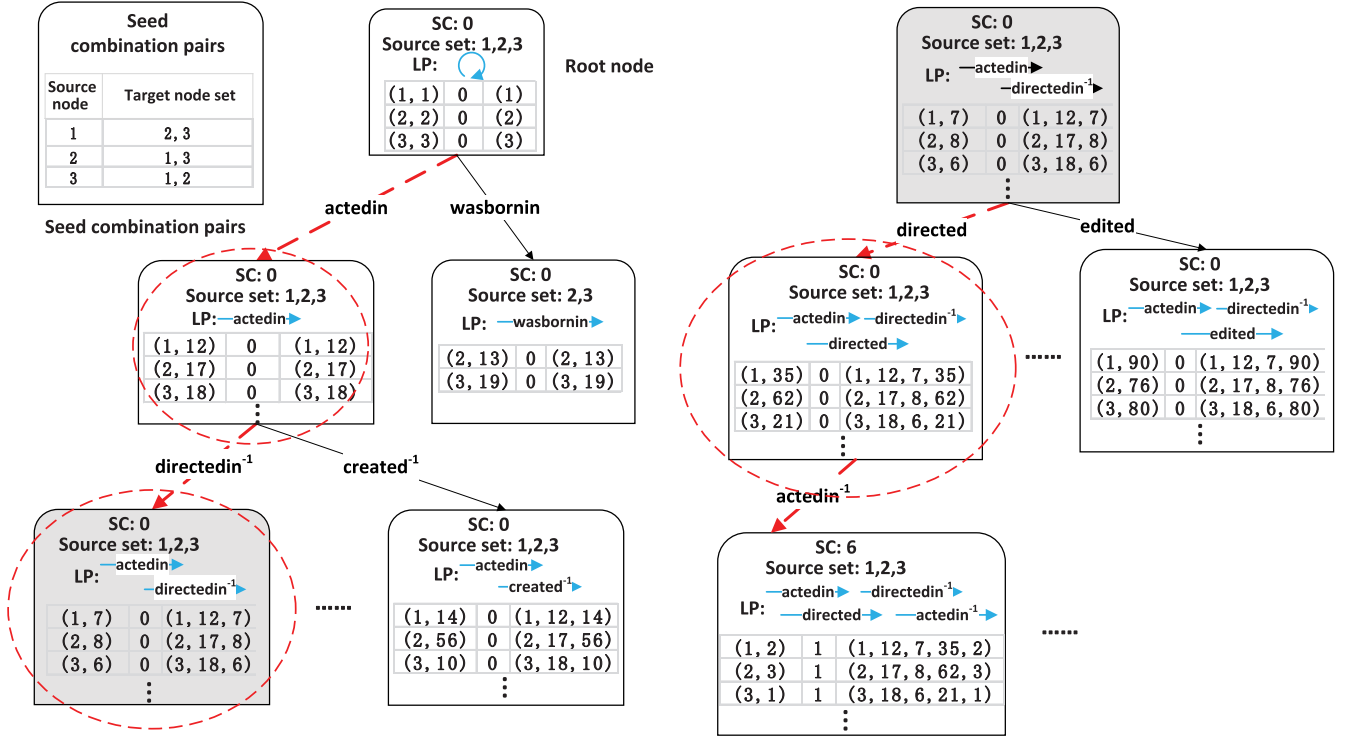 Seed
combination pairs
Source node | Target node set
1 | 2, 3
2 | 1, 3
3 | 1, 2
Seed combination pairs
SC: 0
Source set: 1,2,3
LP:
(1, 1) 0 (1)
(2, 2) 0 (2)
(3, 3) 0 (3)
Root node
actedin
wasbornin
SC: 0
Source set: 1,2,3
LP: actedin
(1, 12) 0 (1, 12)
(2, 17) 0 (2, 17)
(3, 18) 0 (3, 18)
SC: 0
Source set: 2,3
LP: wasbornin
(2, 13) 0 (2, 13)
(3, 19) 0 (3, 19)
directedin⁻¹
created⁻¹
SC: 0
Source set: 1,2,3
LP: actedin
directedin⁻¹
(1, 7) 0 (1, 12, 7)
(2, 8) 0 (2, 17, 8)
(3, 6) 0 (3, 18, 6)
......
SC: 0
Source set: 1,2,3
LP: actedin
created⁻¹
(1, 14) 0 (1, 12, 14)
(2, 56) 0 (2, 17, 56)
(3, 10) 0 (3, 18, 10)
SC: 0
Source set: 1,2,3
LP: actedin
directedin⁻¹
(1, 7) 0 (1, 12, 7)
(2, 8) 0 (2, 17, 8)
(3, 6) 0 (3, 18, 6)
directed
edited
SC: 0
Source set: 1,2,3
LP: actedin directedin⁻¹
directed
(1, 35) 0 (1, 12, 7, 35)
(2, 62) 0 (2, 17, 8, 62)
(3, 21) 0 (3, 18, 6, 21)
......
SC: 0
Source set: 1,2,3
LP: actedin directedin⁻¹
edited
(1, 90) 0 (1, 12, 7, 90)
(2, 76) 0 (2, 17, 8, 76)
(3, 80) 0 (3, 18, 6, 80)
actedin⁻¹
SC: 6
Source set: 1,2,3
LP: actedin directedin⁻¹
directed actedin⁻¹
(1, 2) 1 (1, 12, 7, 35, 2)
(2, 3) 1 (2, 17, 8, 62, 3)
(3, 1) 1 (3, 18, 6, 21, 1)
......